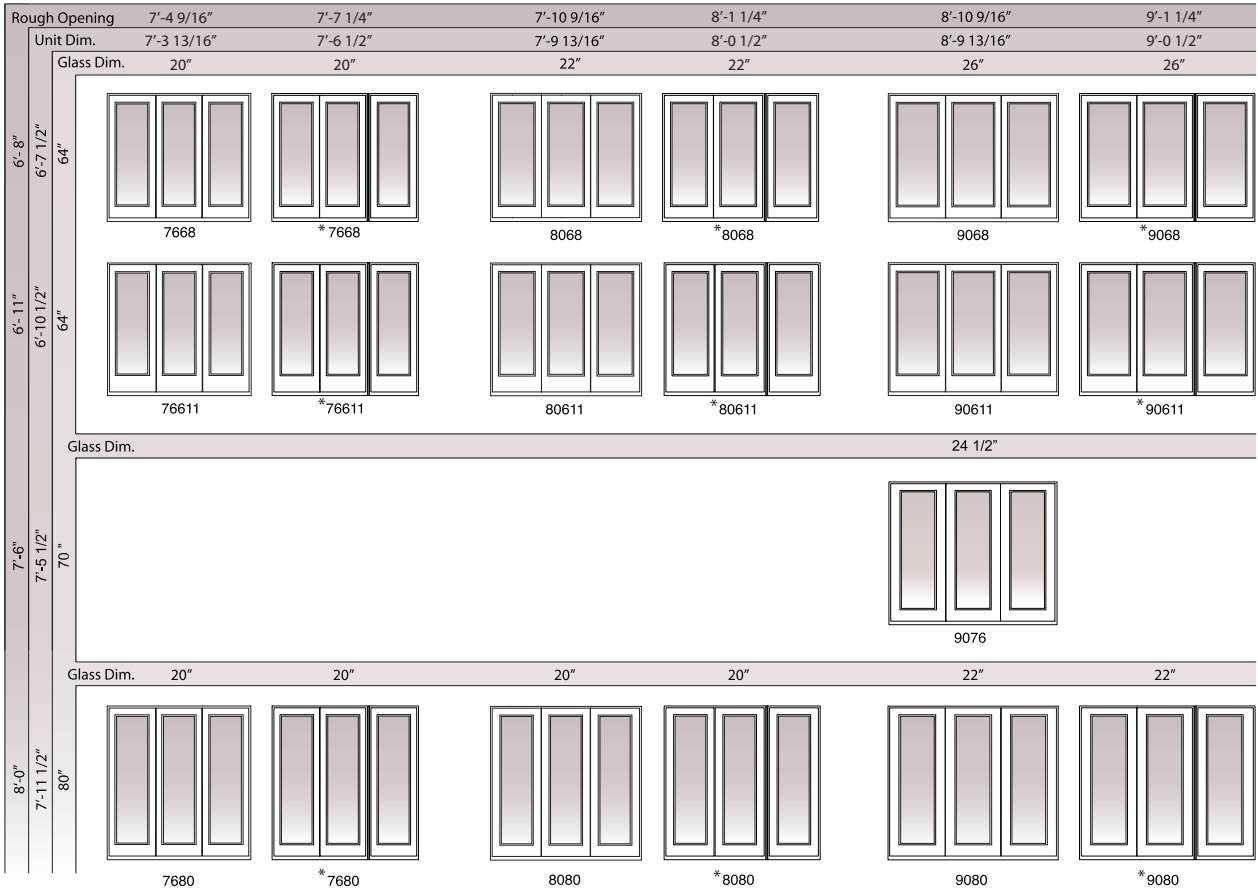 Rough Opening 7'-4 9/16" 7'-7 1/4" 7'-10 9/16" 8'-1 1/4" 8'-10 9/16" 9'-1 1/4"
Unit Dim. 7'-3 13/16" 7'-6 1/2" 7'-9 13/16" 8'-0 1/2" 8'-9 13/16" 9'-0 1/2"
Glass Dim. 20" 20" 22" 22" 26" 26"
6'- 8" 6'-7 1/2" 64"
7668 *7668 8068 *8068 9068 *9068
6'- 11" 6'-10 1/2" 64"
76611 *76611 80611 *80611 90611 *90611
Glass Dim. 24 1/2"
7'-6" 7'-5 1/2" 70 "
9076
Glass Dim. 20" 20" 20" 20" 22" 22"
8'-0" 7'-11 1/2" 80"
7680 *7680 8080 *8080 9080 *9080